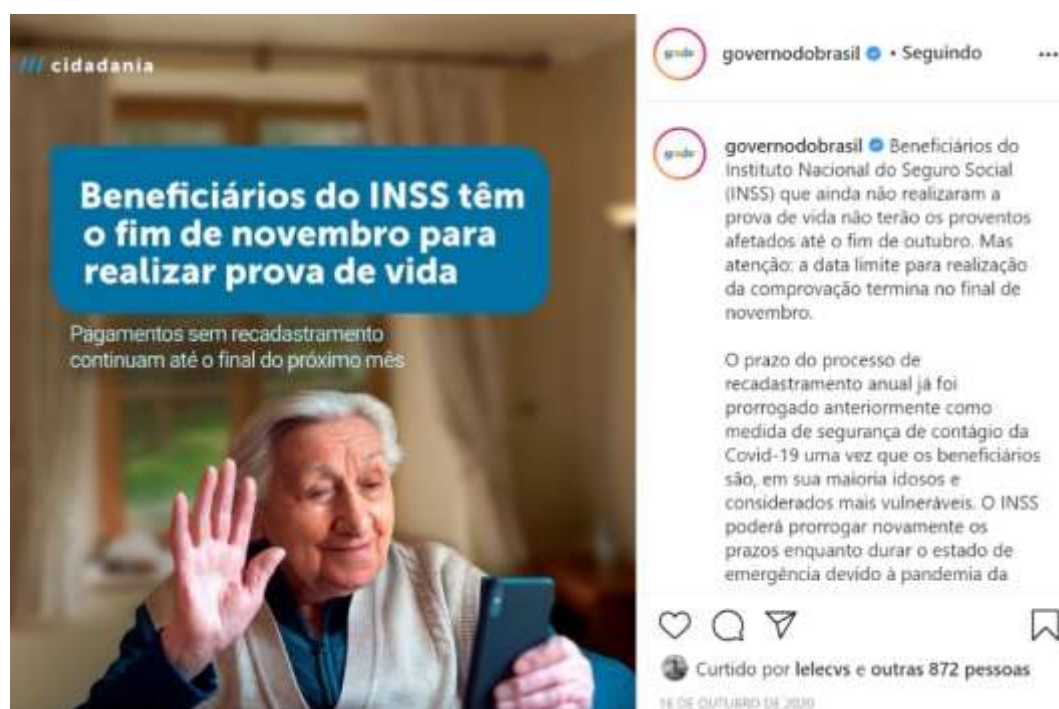 /// cidadania
Beneficiários do INSS têm
o fim de novembro para
realizar prova de vida
Pagamentos sem recadastramento
continuam até o final do próximo mês
governodobrasil • Seguindo
governodobrasil Beneficiários do
Instituto Nacional do Seguro Social
(INSS) que ainda não realizaram a
prova de vida não terão os proventos
afetados até o fim de outubro. Mas
atenção: a data limite para realização
da comprovação termina no final de
novembro.
O prazo do processo de
recadastramento anual já foi
prorrogado anteriormente como
medida de segurança de contágio da
Covid-19 uma vez que os beneficiários
são, em sua maioria idosos e
considerados mais vulneráveis. O INSS
poderá prorrogar novamente os
prazos enquanto durar o estado de
emergência devido à pandemia da
Curtido por lelecvs e outras 872 pessoas
16 DE OUTUBRO DE 2020